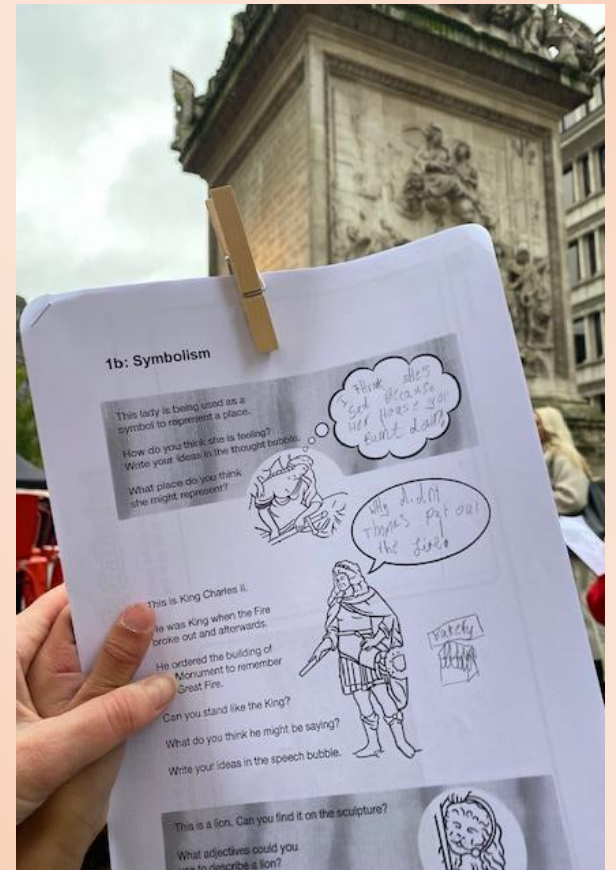 1b: Symbolism
This lady is being used as a
symbol to represent a place.
How do you think she is feeling?
Write your ideas in the thought bubble.
What place do you think
she might represent?
I think she's
sad Because
Her House got
Burnt down
Why didn't
Thomas Put out
the fire.
This is King Charles II.
He was King when the Fire
broke out and afterwards.
He ordered the building of
Monument to remember
Great Fire.
Can you stand like the King?
What do you think he might be saying?
Write your ideas in the speech bubble.
Bakery
This is a lion. Can you find it on the sculpture?
What adjectives could you
use to describe a lion?